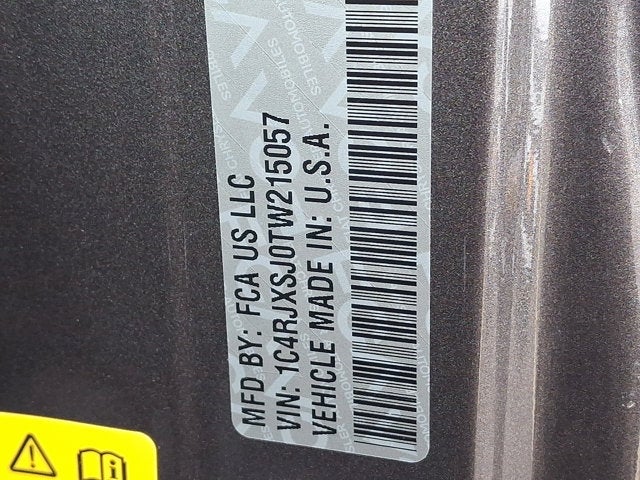 MFD BY: FCA US LLC
VIN: 1C4RJXSJ0TW215057
VEHICLE MADE IN: U.S.A.